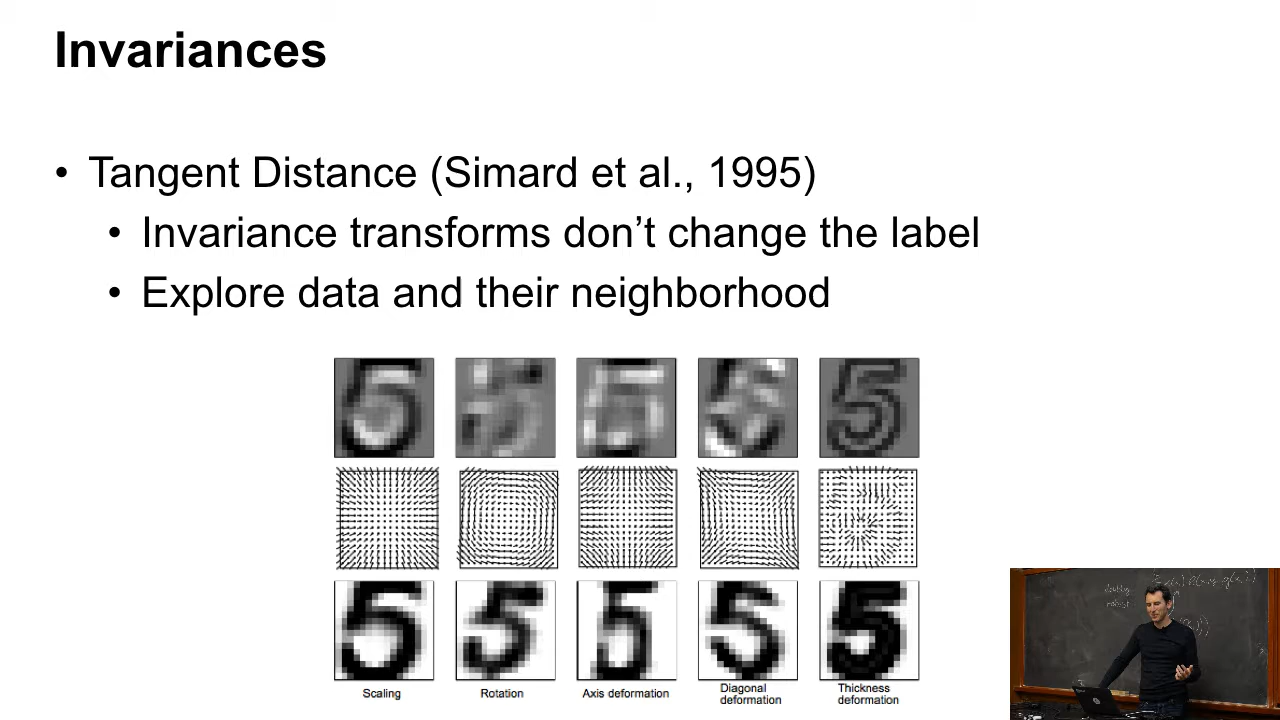 Invariances
• Tangent Distance (Simard et al., 1995)
• Invariance transforms don’t change the label
• Explore data and their neighborhood
Scaling
Rotation
Axis deformation
Diagonal
deformation
Thickness
deformation